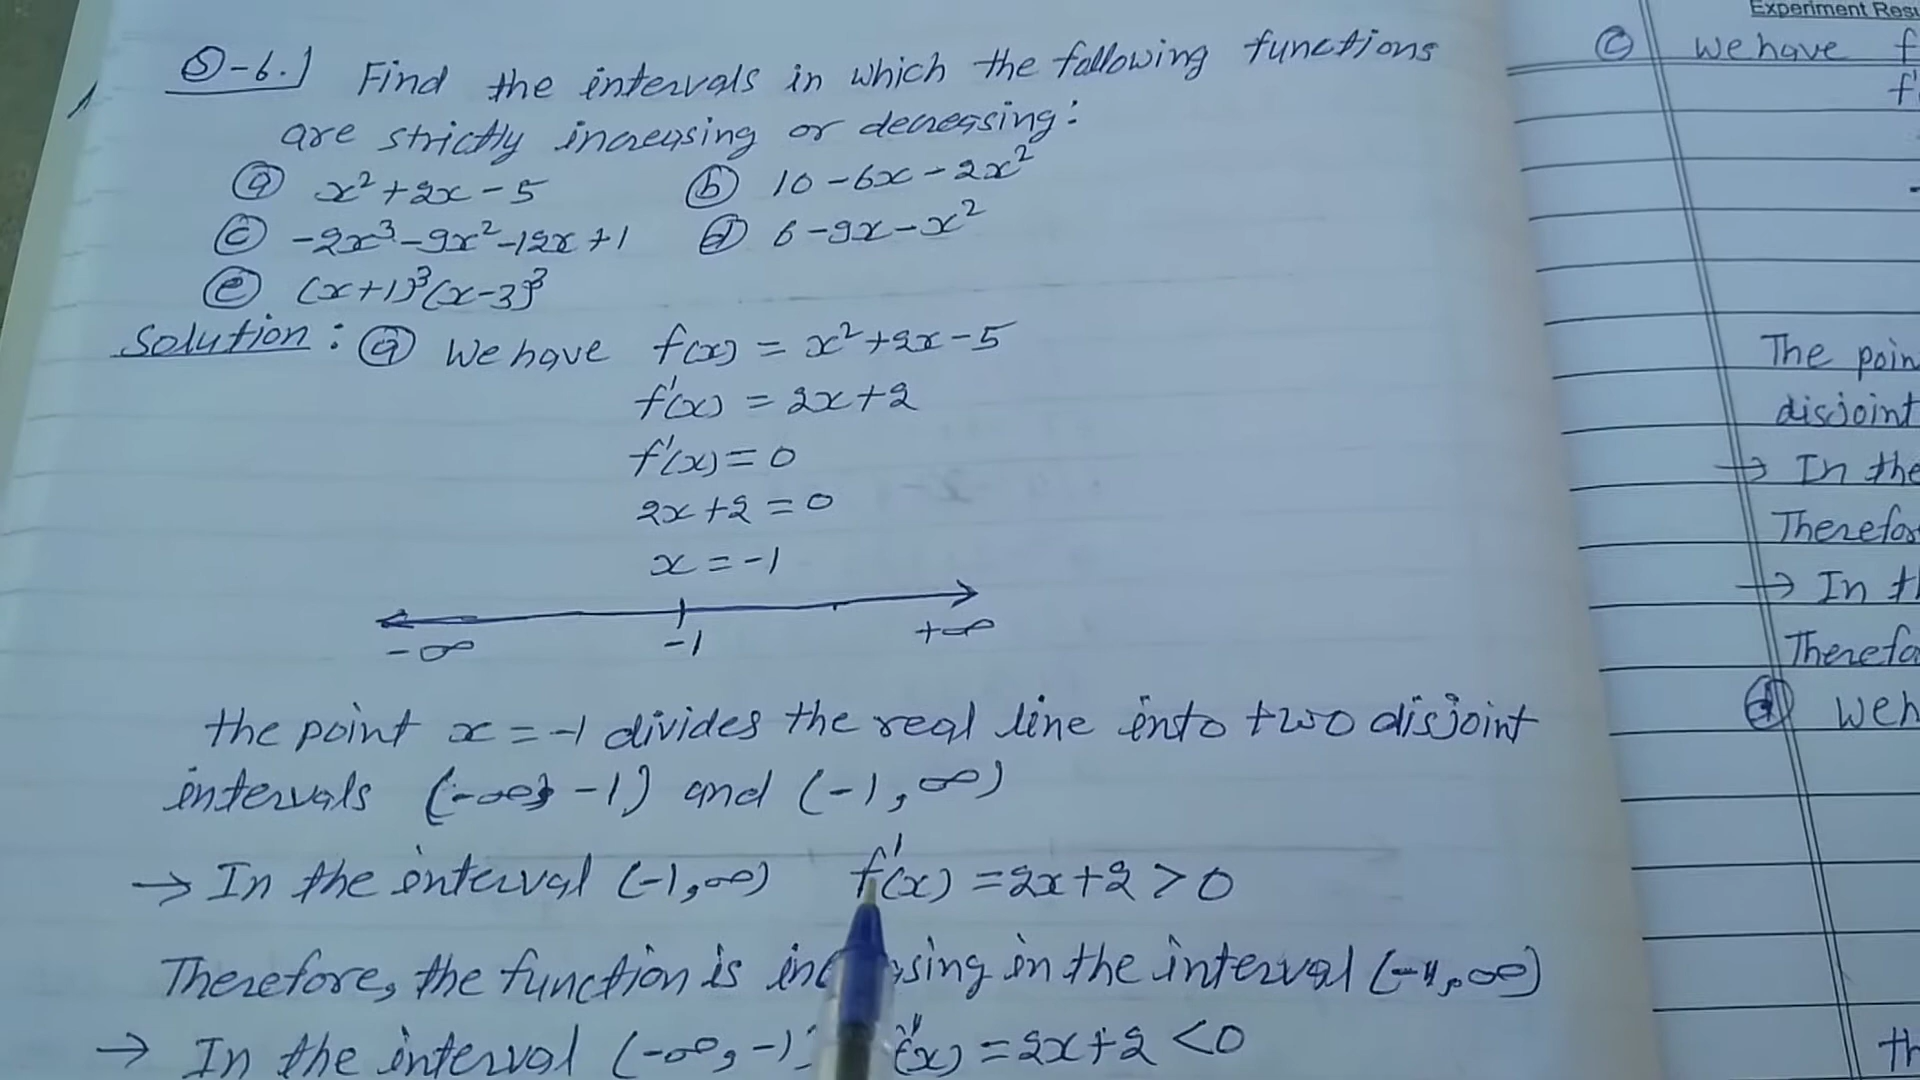 S-6.) Find the intervals in which the following functions
are strictly increasing or decreasing:
(a) x²+2x-5 (b) 10-6x-2x²
(c) -2x³-9x²-12x+1 (d) 6-9x-x²
(e) (x+1)³(x-3)³
Solution: (a) We have f(x) = x²+2x-5
f'(x) = 2x+2
f'(x) = 0
2x+2 = 0
x = -1
-∞ -1 +∞
the point x = -1 divides the real line into two disjoint
intervals (-∞, -1) and (-1, ∞)
→ In the interval (-1, ∞) f'(x) = 2x+2 > 0
Therefore, the function is increasing in the interval (-1, ∞)
→ In the interval (-∞, -1) f'(x) = 2x+2 < 0
Experiment Resu
(c) We have f
f'
The poin
disjoint
→ In the
Therefor
→ In th
Therefo
(d) We h
th